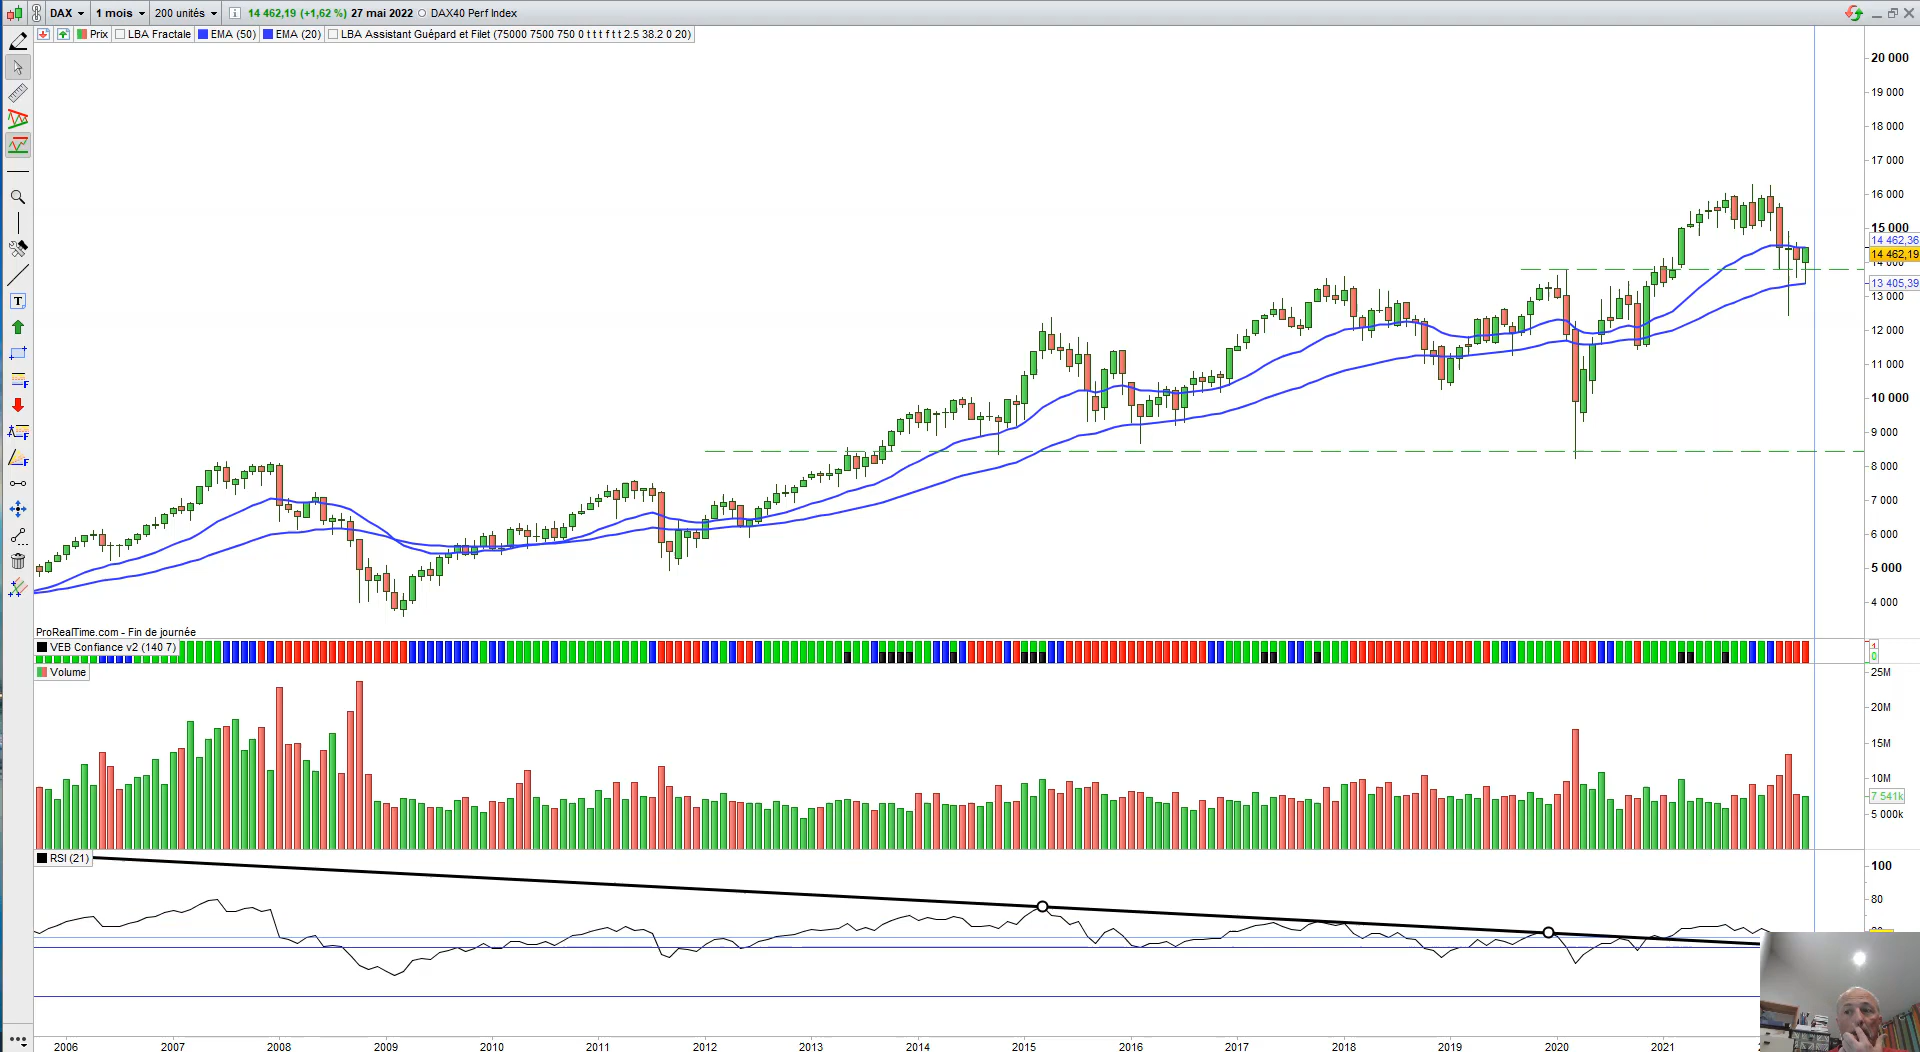 DAX 1 mois 200 unités 14 462,19 (+1,62 %) 27 mai 2022 DAX40 Perf Index
Prix LBA Fractale EMA (50) EMA (20) LBA Assistant Guépard et Filet (75000 7500 750 0 t t t f t t 2.5 38.2 0 20)
20 000
19 000
18 000
17 000
16 000
15 000
14 462,36
14 462,19
14 000
13 405,39
13 000
12 000
11 000
10 000
9 000
8 000
7 000
6 000
5 000
4 000
T
F
F
F
ProRealTime.com - Fin de journée
VEB Confiance v2 (140 7)
1
0
Volume
25M
20M
15M
10M
7 541k
5 000k
RSI (21)
100
80
2006 2007 2008 2009 2010 2011 2012 2013 2014 2015 2016 2017 2018 2019 2020 2021